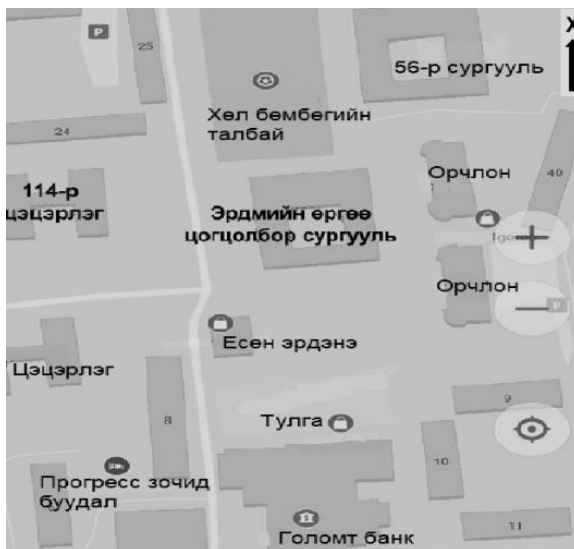 Х
P
25
56-р сургууль
Хөл бөмбөгийн
талбай
24
Орчлон
40
114-р
цэцэрлэг
Эрдмийн өргөө
цогцолбор сургууль
P
Орчлон
Есөн эрдэнэ
Цэцэрлэг
9
8
Тулга
10
Прогресс зочид
буудал
Голомт банк
11